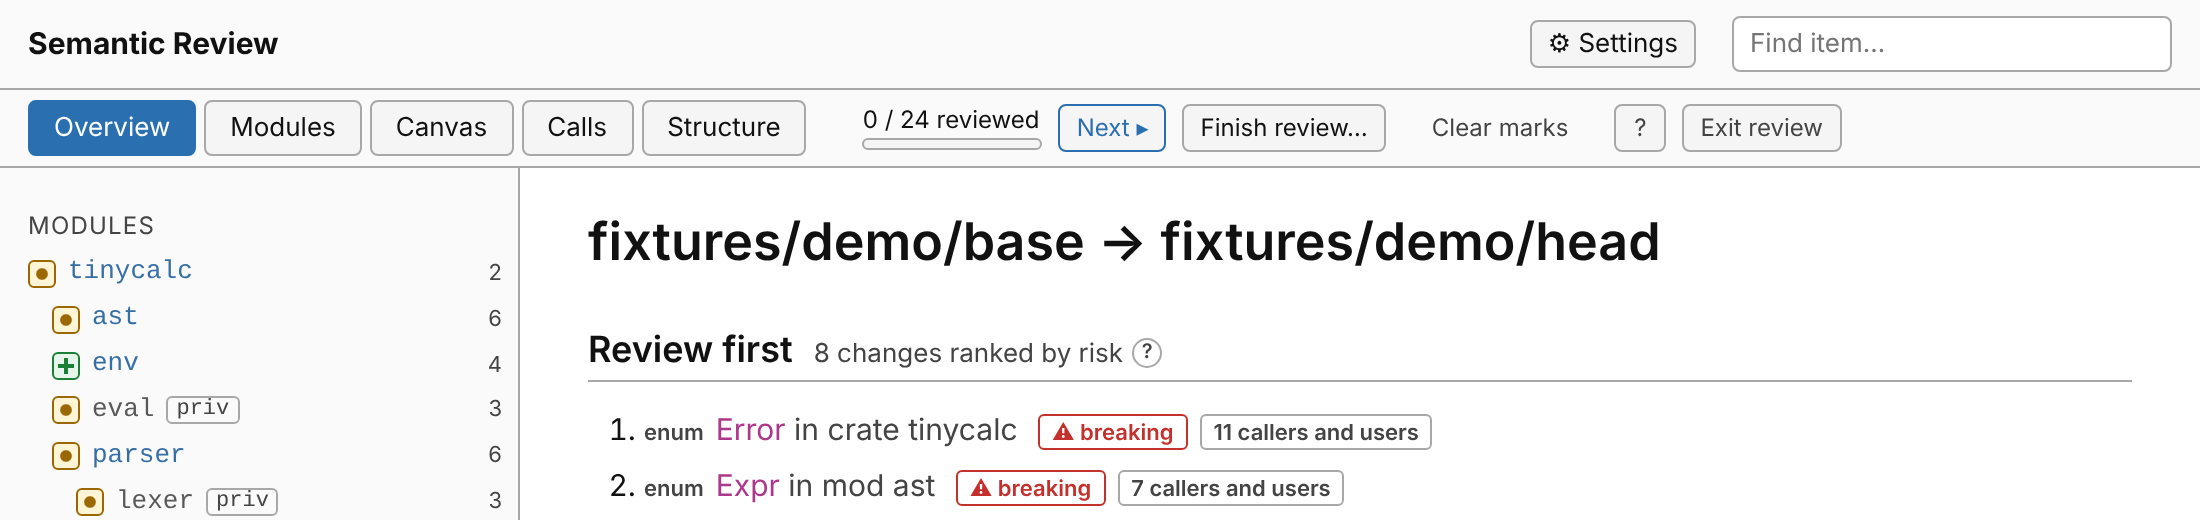 Semantic Review
⚙ Settings
Find item...
Overview
Modules
Canvas
Calls
Structure
0 / 24 reviewed
Next ▸
Finish review...
Clear marks
?
Exit review
MODULES
tinycalc 2
ast 6
env 4
eval priv 3
parser 6
lexer priv 3
fixtures/demo/base → fixtures/demo/head
Review first 8 changes ranked by risk ?
1. enum Error in crate tinycalc ⚠ breaking 11 callers and users
2. enum Expr in mod ast ⚠ breaking 7 callers and users